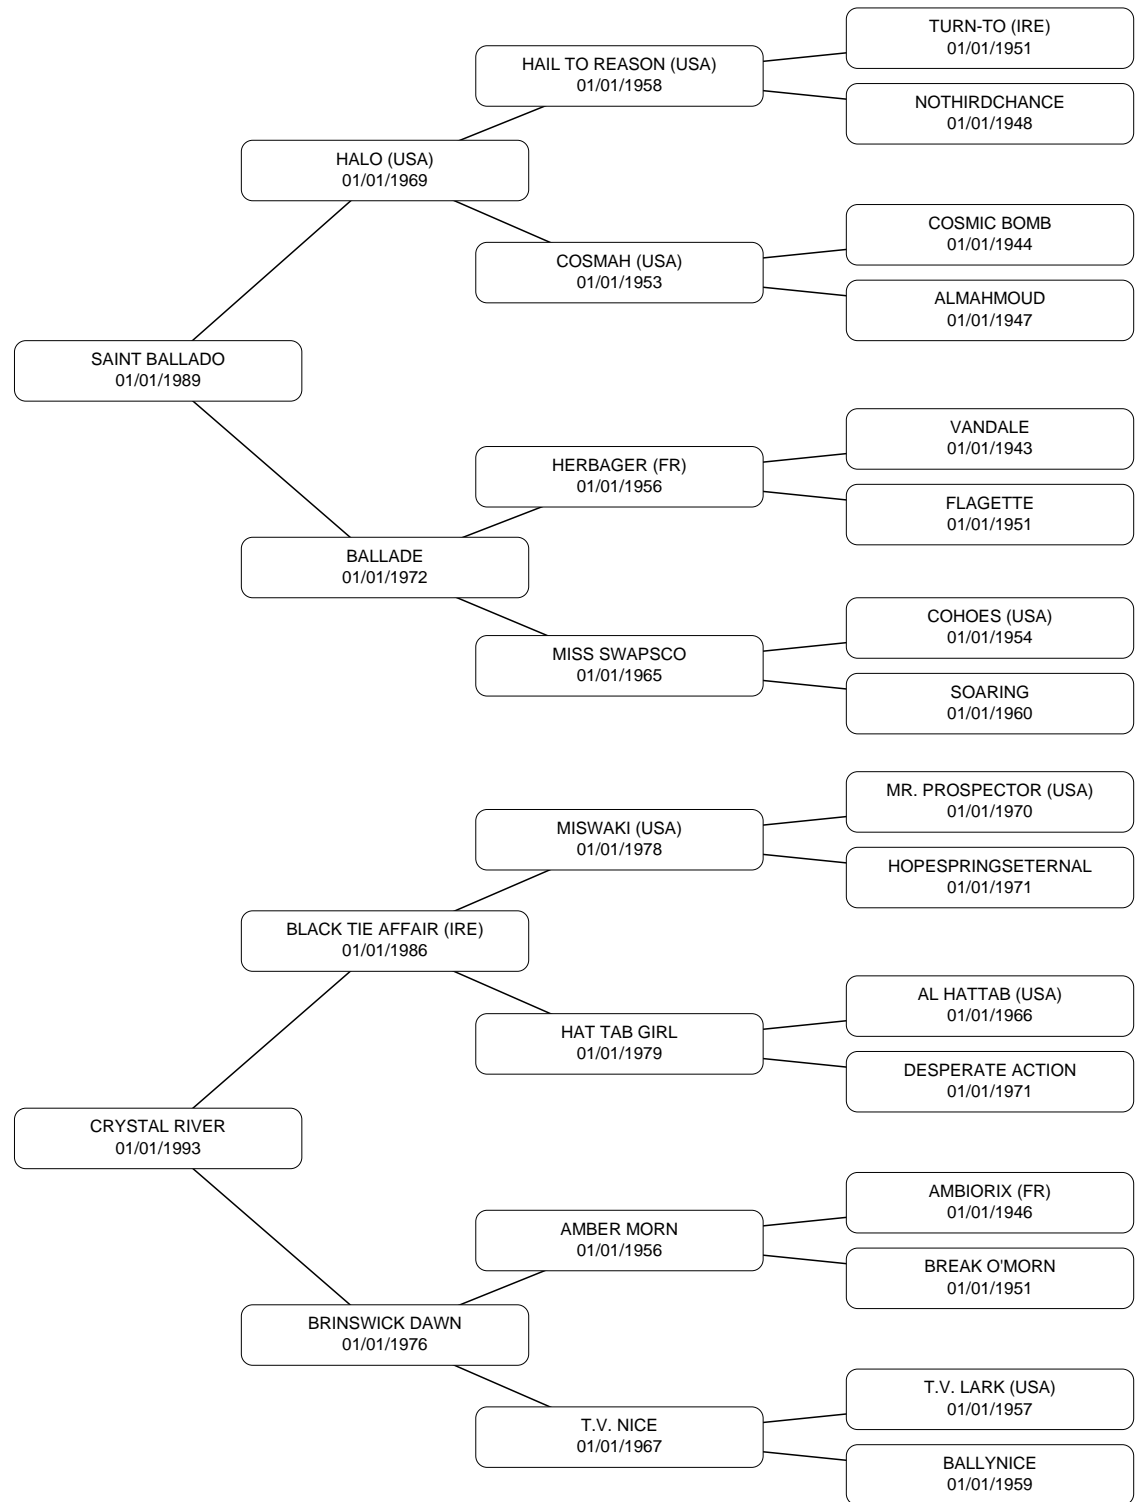 TURN-TO (IRE)
01/01/1951
HAIL TO REASON (USA)
01/01/1958
NOTHIRDCHANCE
01/01/1948
HALO (USA)
01/01/1969
COSMIC BOMB
01/01/1944
COSMAH (USA)
01/01/1953
ALMAHMOUD
01/01/1947
SAINT BALLADO
01/01/1989
VANDALE
01/01/1943
HERBAGER (FR)
01/01/1956
FLAGETTE
01/01/1951
BALLADE
01/01/1972
COHOES (USA)
01/01/1954
MISS SWAPSCO
01/01/1965
SOARING
01/01/1960
MR. PROSPECTOR (USA)
01/01/1970
MISWAKI (USA)
01/01/1978
HOPESPRINGSETERNAL
01/01/1971
BLACK TIE AFFAIR (IRE)
01/01/1986
AL HATTAB (USA)
01/01/1966
HAT TAB GIRL
01/01/1979
DESPERATE ACTION
01/01/1971
CRYSTAL RIVER
01/01/1993
AMBIORIX (FR)
01/01/1946
AMBER MORN
01/01/1956
BREAK O'MORN
01/01/1951
BRINSWICK DAWN
01/01/1976
T.V. LARK (USA)
01/01/1957
T.V. NICE
01/01/1967
BALLYNICE
01/01/1959